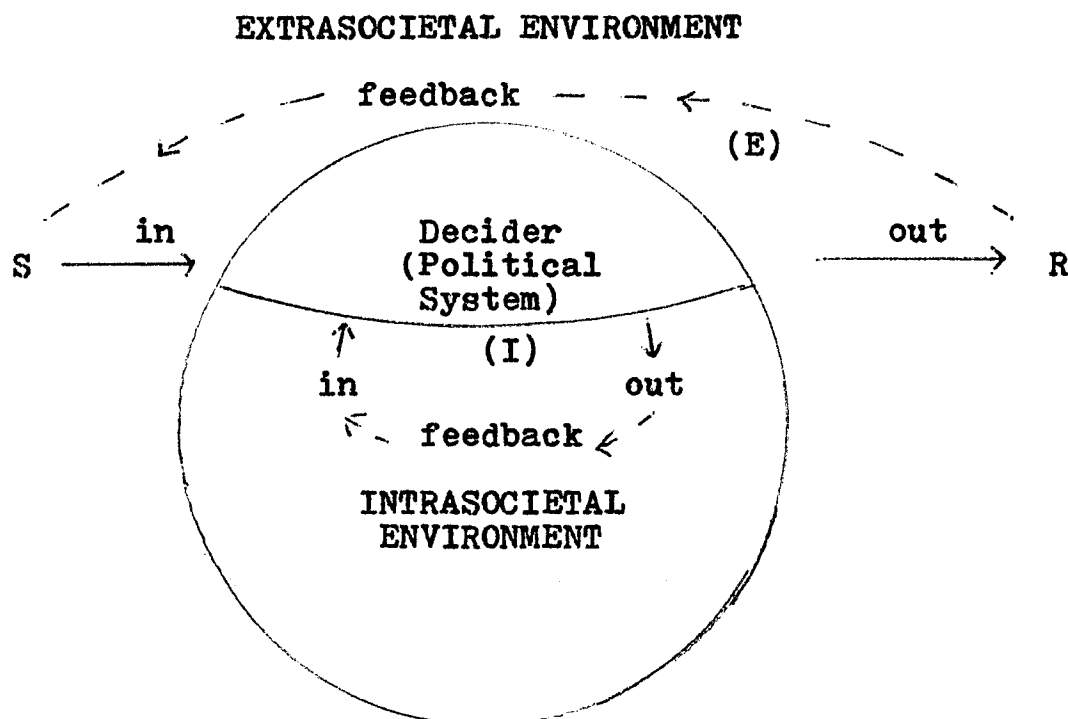 EXTRASOCIETAL ENVIRONMENT
feedback
(E)
in
out
S
Decider
(Political
System)
R
(I)
in
out
feedback
INTRASOCIETAL
ENVIRONMENT